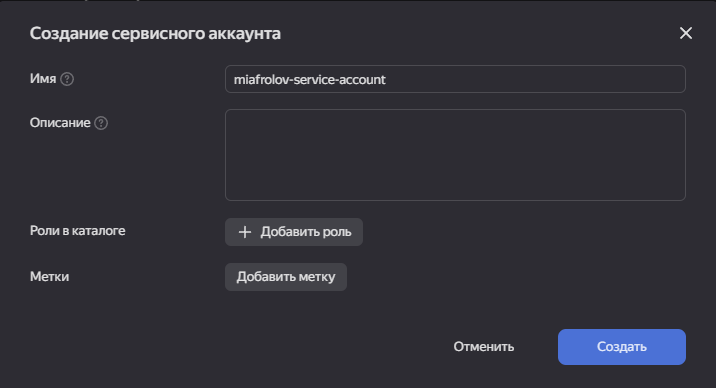 Создание сервисного аккаунта
Имя
miafrolov-service-account
Описание
Роли в каталоге
+ Добавить роль
Метки
Добавить метку
Отменить
Создать